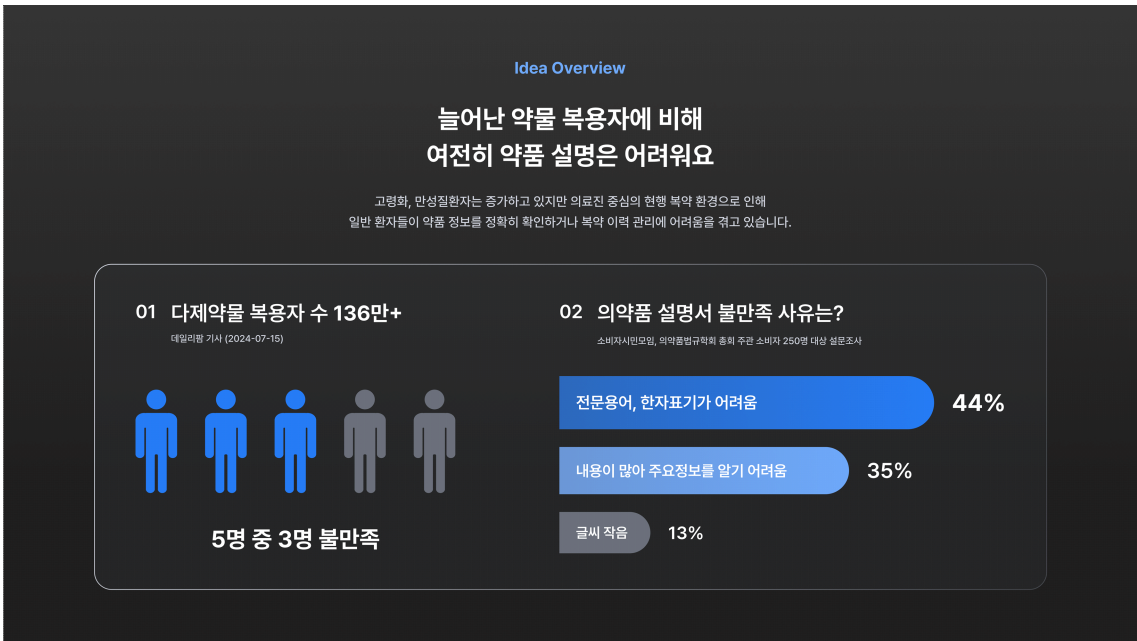 Idea Overview
늘어난 약물 복용자에 비해
여전히 약품 설명은 어려워요
고령화, 만성질환자는 증가하고 있지만 의료진 중심의 현행 복약 환경으로 인해
일반 환자들이 약품 정보를 정확히 확인하거나 복약 이력 관리에 어려움을 겪고 있습니다.
01 다제약물 복용자 수 136만+
데일리팜 기사 (2024-07-15)
5명 중 3명 불만족
02 의약품 설명서 불만족 사유는?
소비자시민모임, 의약품법규학회 총회 주관 소비자 250명 대상 설문조사
전문용어, 한자표기가 어려움 44%
내용이 많아 주요정보를 알기 어려움 35%
글씨 작음 13%